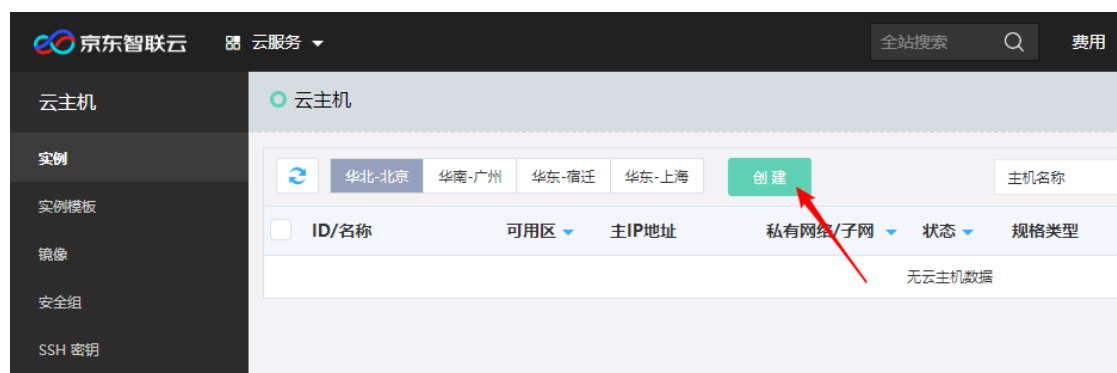 京东智联云 云服务 全站搜索 费用
云主机 云主机
实例
华北-北京 华南-广州 华东-宿迁 华东-上海 创建 主机名称
实例模板
ID/名称 可用区 主IP地址 私有网络/子网 状态 规格类型
镜像
无云主机数据
安全组
SSH 密钥